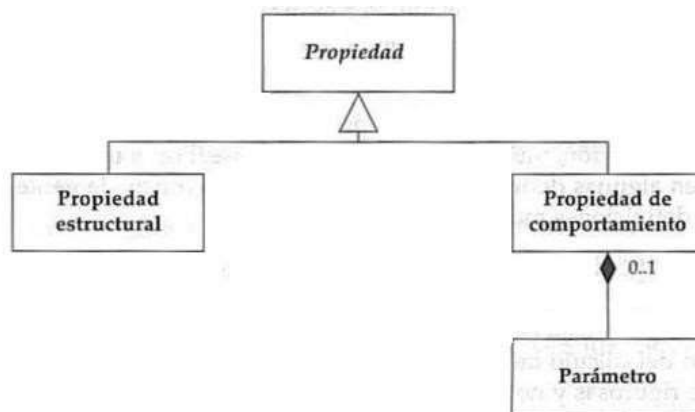 Propiedad
Propiedad
estructural
Propiedad de
comportamiento
0..1
Parámetro